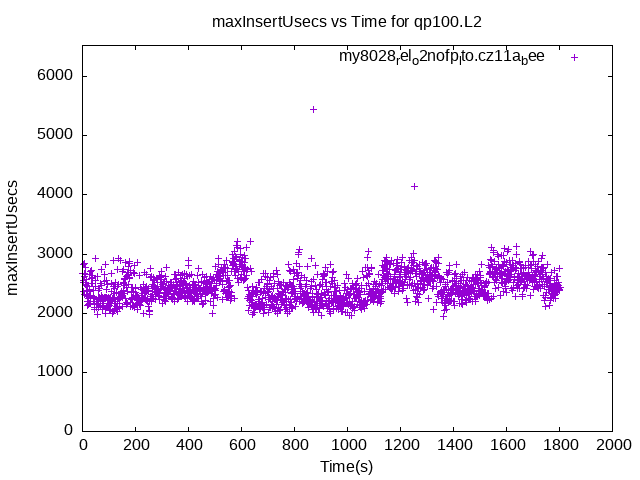 maxInsertUsecs vs Time for qp100.L2
my8028relo2nofplto.cz11abee
6000
5000
4000
3000
2000
1000
0
maxInsertUsecs
0 200 400 600 800 1000 1200 1400 1600 1800 2000
Time(s)